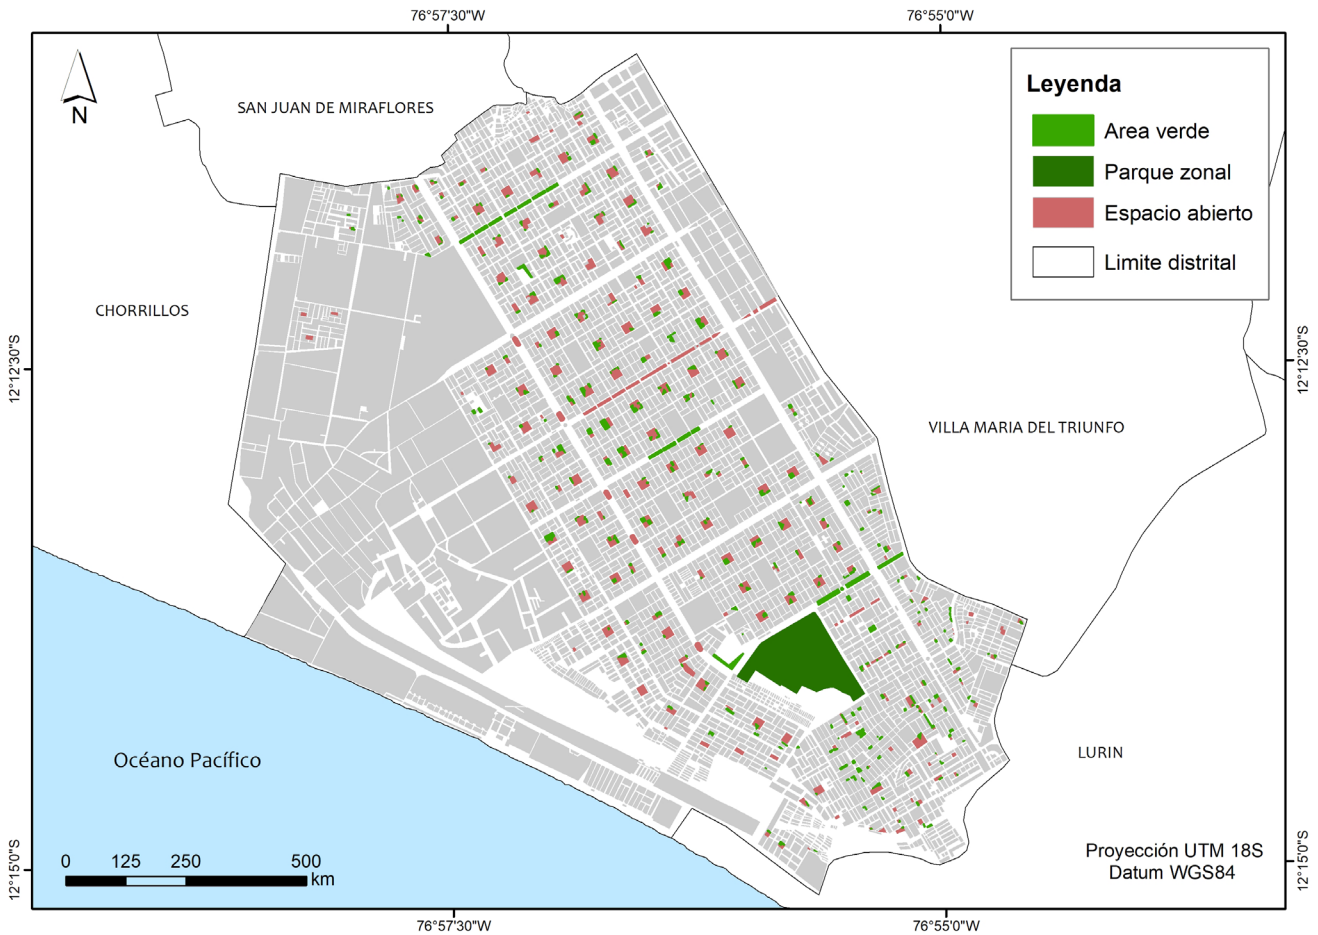 76°57'30"W
76°55'0"W
N
SAN JUAN DE MIRAFLORES
Leyenda
Area verde
Parque zonal
Espacio abierto
Limite distrital
CHORRILLOS
12°12'30"S
12°12'30"S
VILLA MARIA DEL TRIUNFO
Océano Pacífico
LURIN
0 125 250 500
km
Proyección UTM 18S
Datum WGS84
12°15'0"S
12°15'0"S
76°57'30"W
76°55'0"W